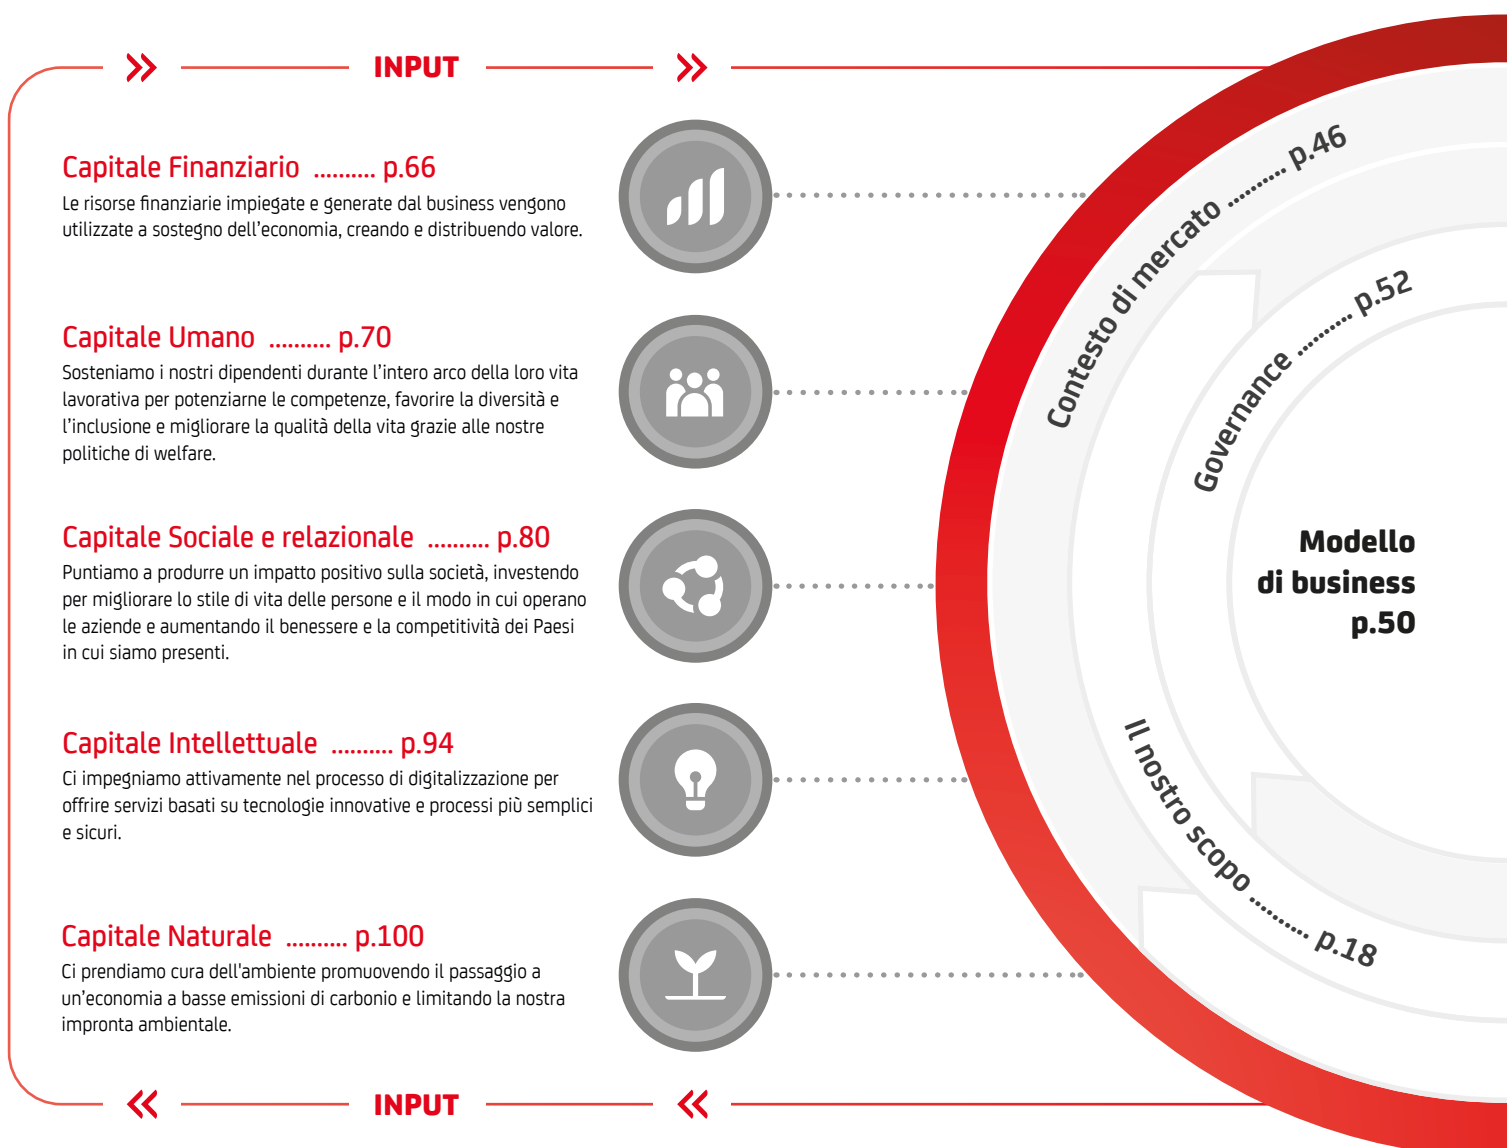 INPUT
Capitale Finanziario .......... p.66
Le risorse finanziarie impiegate e generate dal business vengono
utilizzate a sostegno dell’economia, creando e distribuendo valore.
Capitale Umano .......... p.70
Sosteniamo i nostri dipendenti durante l’intero arco della loro vita
lavorativa per potenziarne le competenze, favorire la diversità e
l’inclusione e migliorare la qualità della vita grazie alle nostre
politiche di welfare.
Capitale Sociale e relazionale .......... p.80
Puntiamo a produrre un impatto positivo sulla società, investendo
per migliorare lo stile di vita delle persone e il modo in cui operano
le aziende e aumentando il benessere e la competitività dei Paesi
in cui siamo presenti.
Capitale Intellettuale .......... p.94
Ci impegniamo attivamente nel processo di digitalizzazione per
offrire servizi basati su tecnologie innovative e processi più semplici
e sicuri.
Capitale Naturale .......... p.100
Ci prendiamo cura dell'ambiente promuovendo il passaggio a
un’economia a basse emissioni di carbonio e limitando la nostra
impronta ambientale.
INPUT
Contesto di mercato .......... p.46
Governance .......... p.52
Modello
di business
p.50
Il nostro scopo .......... p.18